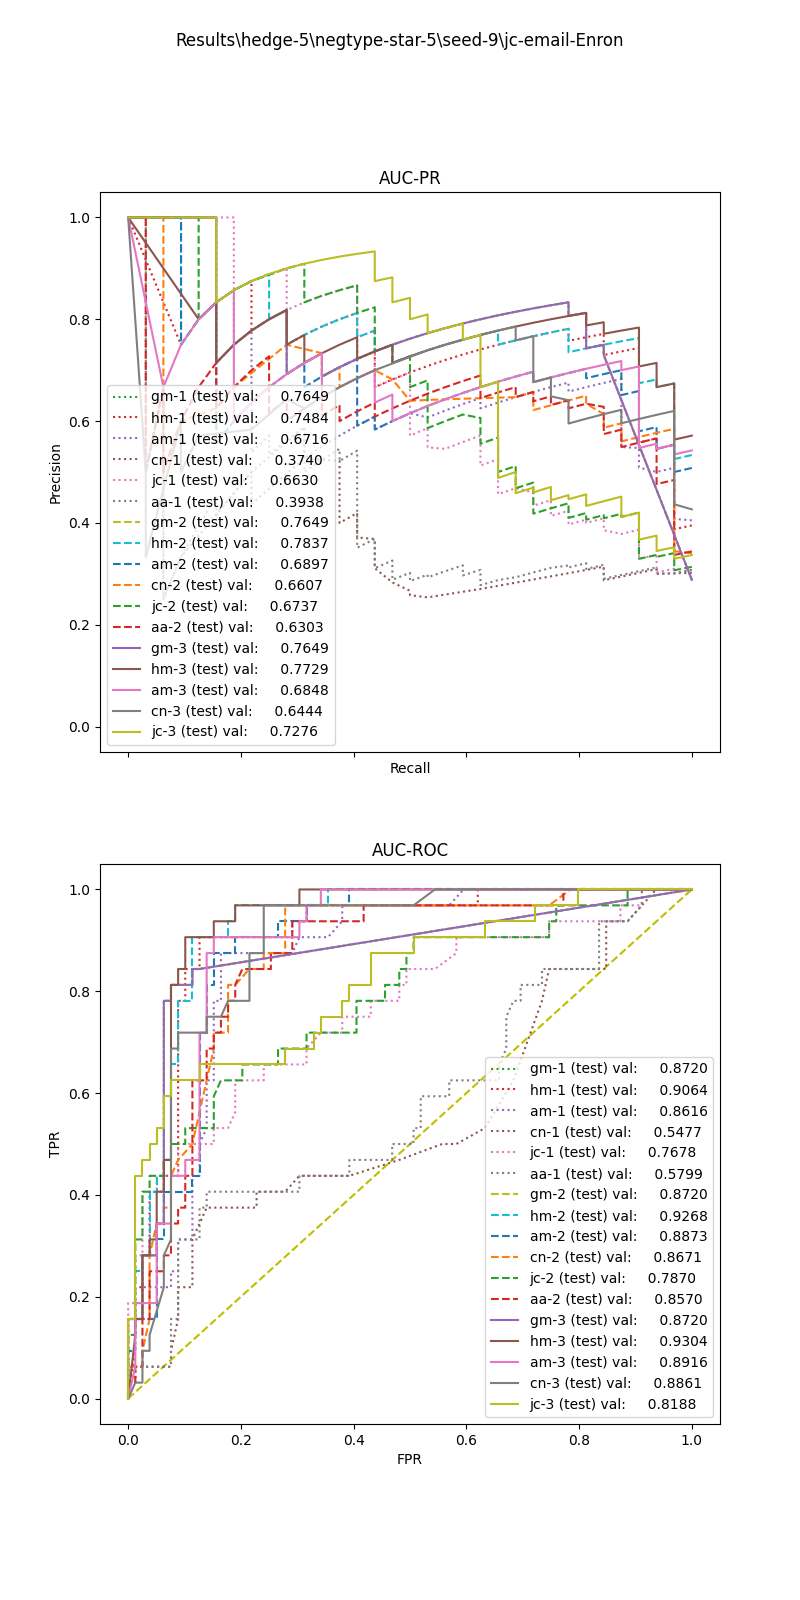 Results\hedge-5\negtype-star-5\seed-9\jc-email-Enron
AUC-PR
1.0
0.8
0.6
0.4
0.2
0.0
Precision
gm-1 (test) val: 0.7649
hm-1 (test) val: 0.7484
am-1 (test) val: 0.6716
cn-1 (test) val: 0.3740
jc-1 (test) val: 0.6630
aa-1 (test) val: 0.3938
gm-2 (test) val: 0.7649
hm-2 (test) val: 0.7837
am-2 (test) val: 0.6897
cn-2 (test) val: 0.6607
jc-2 (test) val: 0.6737
aa-2 (test) val: 0.6303
gm-3 (test) val: 0.7649
hm-3 (test) val: 0.7729
am-3 (test) val: 0.6848
cn-3 (test) val: 0.6444
jc-3 (test) val: 0.7276
Recall
AUC-ROC
1.0
0.8
0.6
0.4
0.2
0.0
TPR
gm-1 (test) val: 0.8720
hm-1 (test) val: 0.9064
am-1 (test) val: 0.8616
cn-1 (test) val: 0.5477
jc-1 (test) val: 0.7678
aa-1 (test) val: 0.5799
gm-2 (test) val: 0.8720
hm-2 (test) val: 0.9268
am-2 (test) val: 0.8873
cn-2 (test) val: 0.8671
jc-2 (test) val: 0.7870
aa-2 (test) val: 0.8570
gm-3 (test) val: 0.8720
hm-3 (test) val: 0.9304
am-3 (test) val: 0.8916
cn-3 (test) val: 0.8861
jc-3 (test) val: 0.8188
0.0 0.2 0.4 0.6 0.8 1.0
FPR